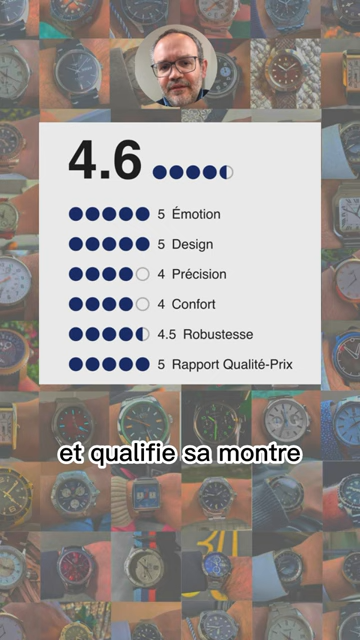 4.6
5 Émotion
5 Design
4 Précision
4 Confort
4.5 Robustesse
5 Rapport Qualité-Prix
et qualifie sa montre